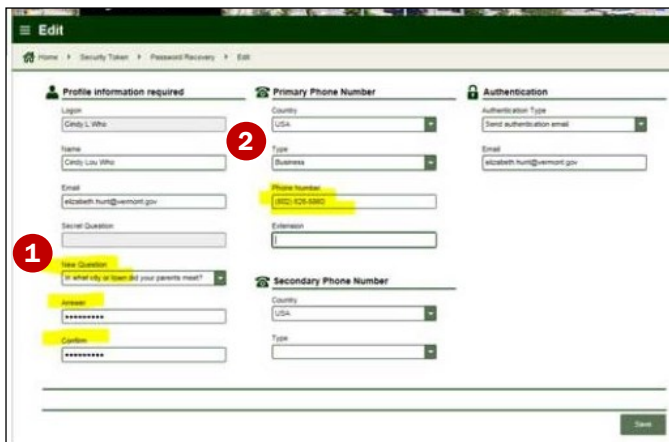 Edit
Home > Security Token > Password Recovery > Edit
Profile information required
Logon
Cindy L Who
Name
Cindy Lou Who
Email
elizabeth.hunt@vermont.gov
Secret Question
1
New Question
In what city or town did your parents meet?
Answer
•••••••••
Confirm
•••••••••
2
Primary Phone Number
Country
USA
Type
Business
Phone Number
Extension
Secondary Phone Number
Country
USA
Type
Authentication
Authentication Type
Send authentication email
Email
elizabeth.hunt@vermont.gov
Save